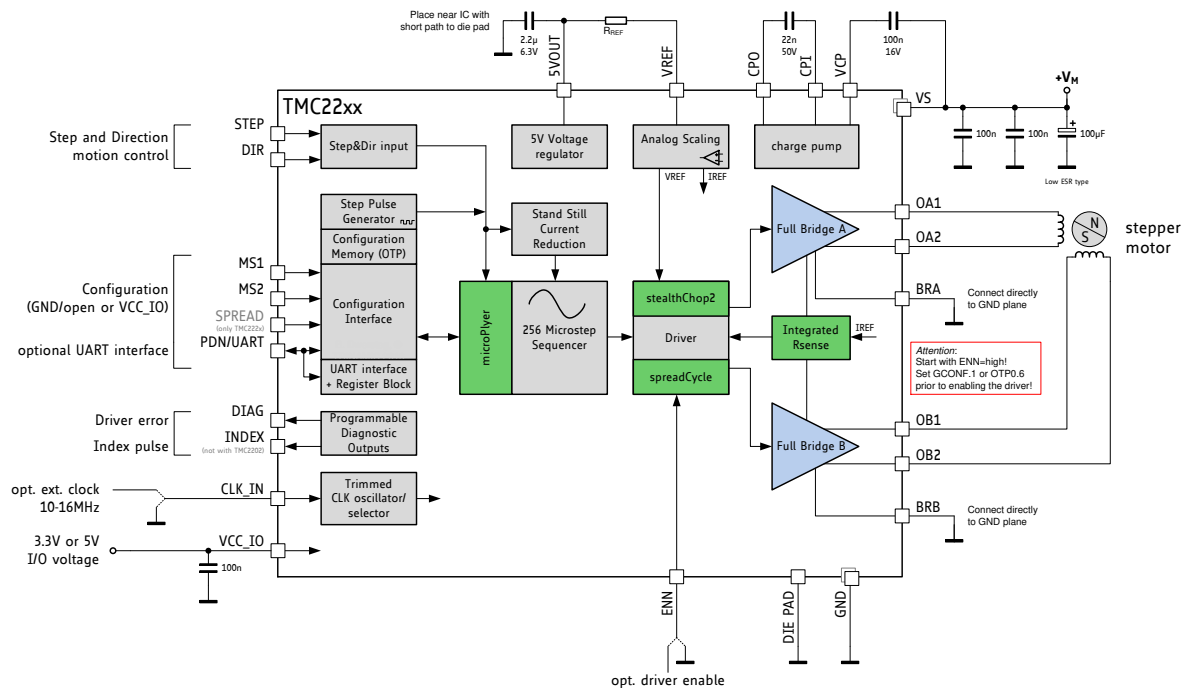 Place near IC with
short path to die pad
2.2µ
6.3V
5VOUT
RREF
VREF
CPO
22n
50V
CPI
VCP
100n
16V
+VM
VS
100n
100n
+
100µF
Low ESR type
TMC22xx
Step and Direction
motion control
STEP
DIR
Step&Dir input
5V Voltage
regulator
Analog Scaling
VREF
IREF
charge pump
Step Pulse
Generator
Configuration
Memory (OTP)
Configuration
Interface
UART interface
+ Register Block
Stand Still
Current
Reduction
Full Bridge A
OA1
OA2
N
S
stepper
motor
BRA
Connect directly
to GND plane
Configuration
(GND/open or VCC_IO)
optional UART interface
MS1
MS2
SPREAD
(only TMC222x)
PDN/UART
microPlyer
256 Microstep
Sequencer
stealthChop2
Driver
spreadCycle
Integrated
Rsense
IREF
Attention:
Start with ENN=high!
Set GCONF.1 or OTP0.6
prior to enabling the driver!
Driver error
Index pulse
DIAG
INDEX
(not with TMC2202)
Programmable
Diagnostic
Outputs
Full Bridge B
OB1
OB2
BRB
Connect directly
to GND plane
opt. ext. clock
10-16MHz
CLK_IN
Trimmed
CLK oscillator/
selector
3.3V or 5V
I/O voltage
VCC_IO
100n
ENN
opt. driver enable
DIE PAD
GND